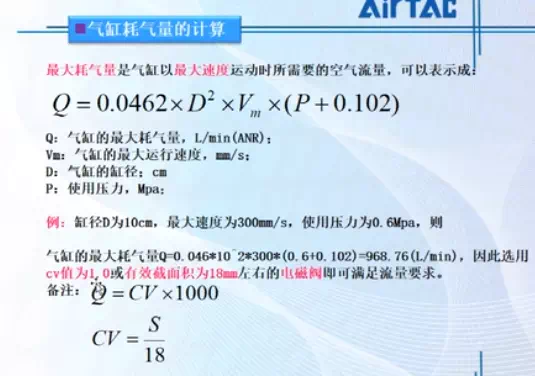 AirTAC
气缸耗气量的计算
最大耗气量是气缸以最大速度运动时所需要的空气流量，可以表示成：
Q = 0.0462 × D² × Vₘ × (P + 0.102)
Q：气缸的最大耗气量，L/min(ANR)；
Vm：气缸的最大运行速度，mm/s；
D：气缸的缸径；cm
P：使用压力，Mpa；
例：缸径D为10cm，最大速度为300mm/s，使用压力为0.6Mpa，则
气缸的最大耗气量Q=0.046*10^2*300*(0.6+0.102)=968.76(L/min)，因此选用
cv值为1.0或有效截面积为18mm左右的电磁阀即可满足流量要求。
备注：Q = CV × 1000
CV = S/18